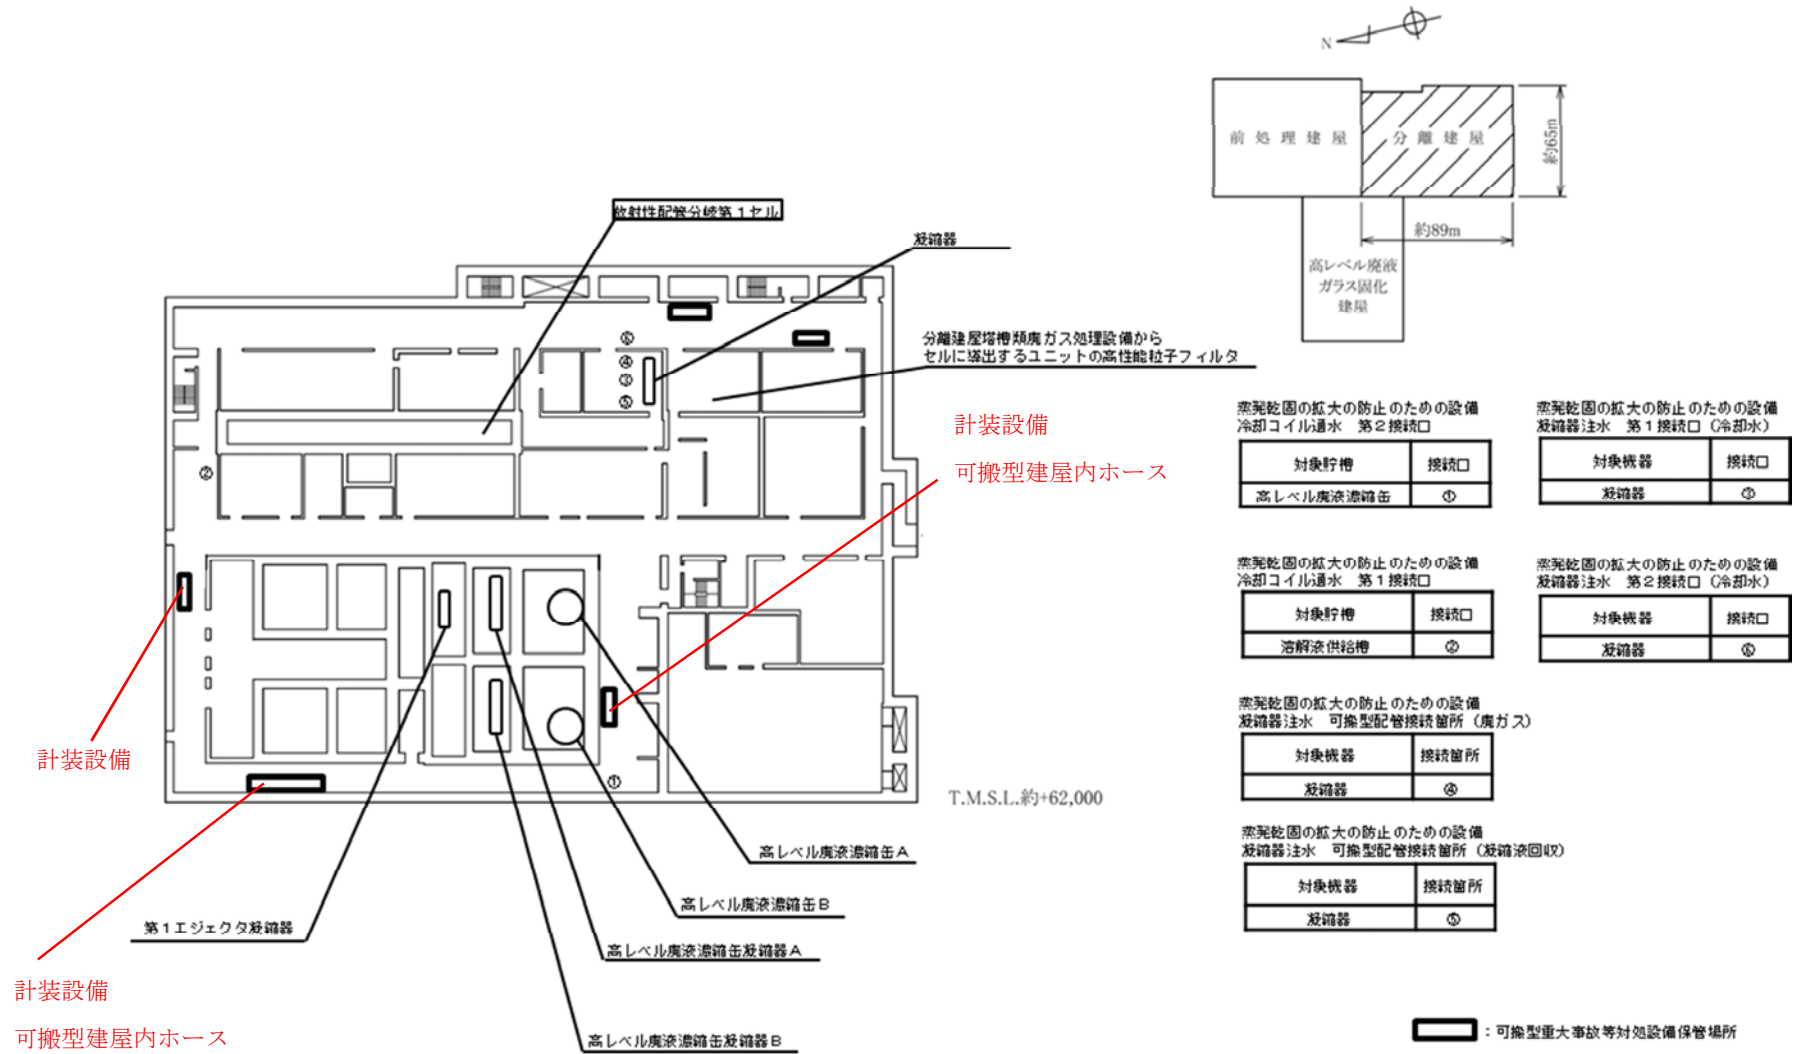 N
前処理建屋
分離建屋
約65m
約89m
高レベル廃液
ガラス固化
建屋
放射性配管分岐第1セル
凝縮器
分離建屋塔槽類廃ガス処理設備から
セルに導出するユニットの高性能粒子フィルタ
⑥
④
③
⑤
②
①
計装設備
可搬型建屋内ホース
計装設備
計装設備
可搬型建屋内ホース
T.M.S.L.約+62,000
高レベル廃液濃縮缶A
高レベル廃液濃縮缶B
高レベル廃液濃縮缶凝縮器A
高レベル廃液濃縮缶凝縮器B
第1エジェクタ凝縮器
蒸発乾固の拡大の防止のための設備
冷却コイル通水 第2接続口
対象貯槽 接続口
高レベル廃液濃縮缶 ①
蒸発乾固の拡大の防止のための設備
凝縮器注水 第1接続口(冷却水)
対象機器 接続口
凝縮器 ③
蒸発乾固の拡大の防止のための設備
冷却コイル通水 第1接続口
対象貯槽 接続口
溶解液供給槽 ②
蒸発乾固の拡大の防止のための設備
凝縮器注水 第2接続口(冷却水)
対象機器 接続口
凝縮器 ⑥
蒸発乾固の拡大の防止のための設備
凝縮器注水 可搬型配管接続箇所(廃ガス)
対象機器 接続箇所
凝縮器 ④
蒸発乾固の拡大の防止のための設備
凝縮器注水 可搬型配管接続箇所(凝縮液回収)
対象機器 接続箇所
凝縮器 ⑤
:可搬型重大事故等対処設備保管場所